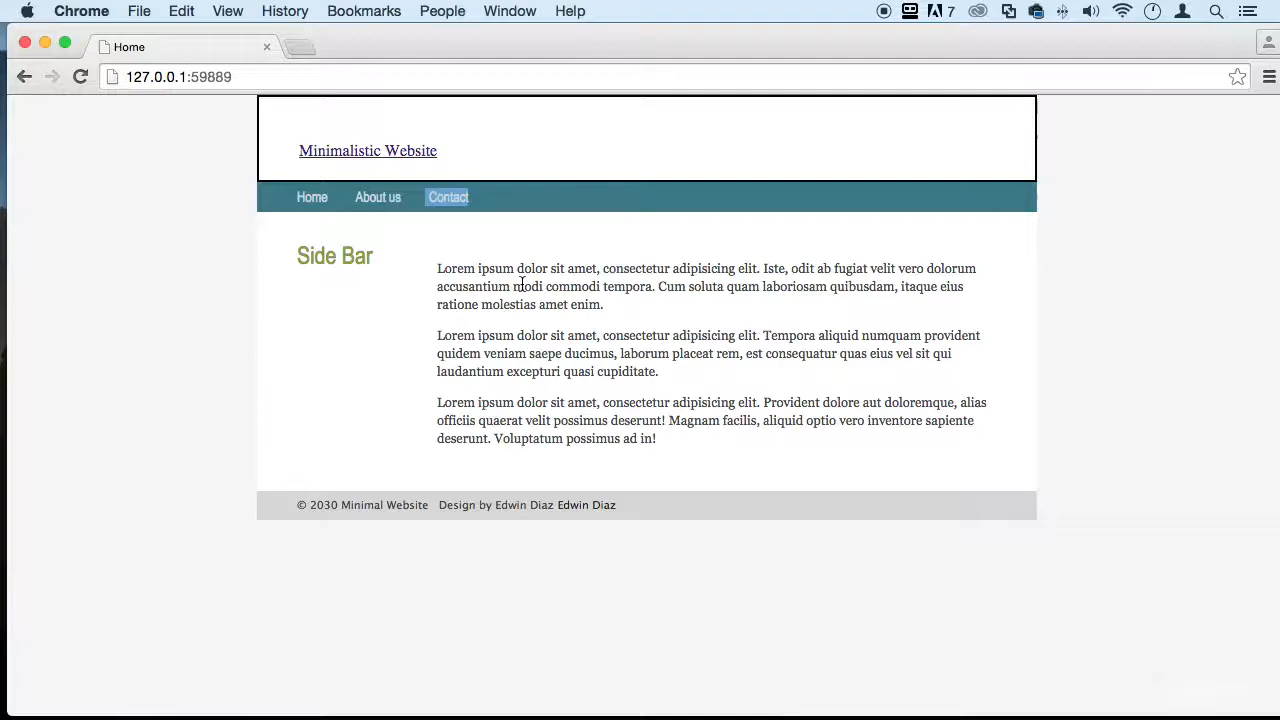 Chrome File Edit View History Bookmarks People Window Help 7
Home
127.0.0.1:59889
Minimalistic Website
Home About us Contact
Side Bar
Lorem ipsum dolor sit amet, consectetur adipisicing elit. Iste, odit ab fugiat velit vero dolorum
accusantium modi commodi tempora. Cum soluta quam laboriosam quibusdam, itaque eius
ratione molestias amet enim.
Lorem ipsum dolor sit amet, consectetur adipisicing elit. Tempora aliquid numquam provident
quidem veniam saepe ducimus, laborum placeat rem, est consequatur quas eius vel sit qui
laudantium excepturi quasi cupiditate.
Lorem ipsum dolor sit amet, consectetur adipisicing elit. Provident dolore aut doloremque, alias
officiis quaerat velit possimus deserunt! Magnam facilis, aliquid optio vero inventore sapiente
deserunt. Voluptatum possimus ad in!
© 2030 Minimal Website Design by Edwin Diaz Edwin Diaz